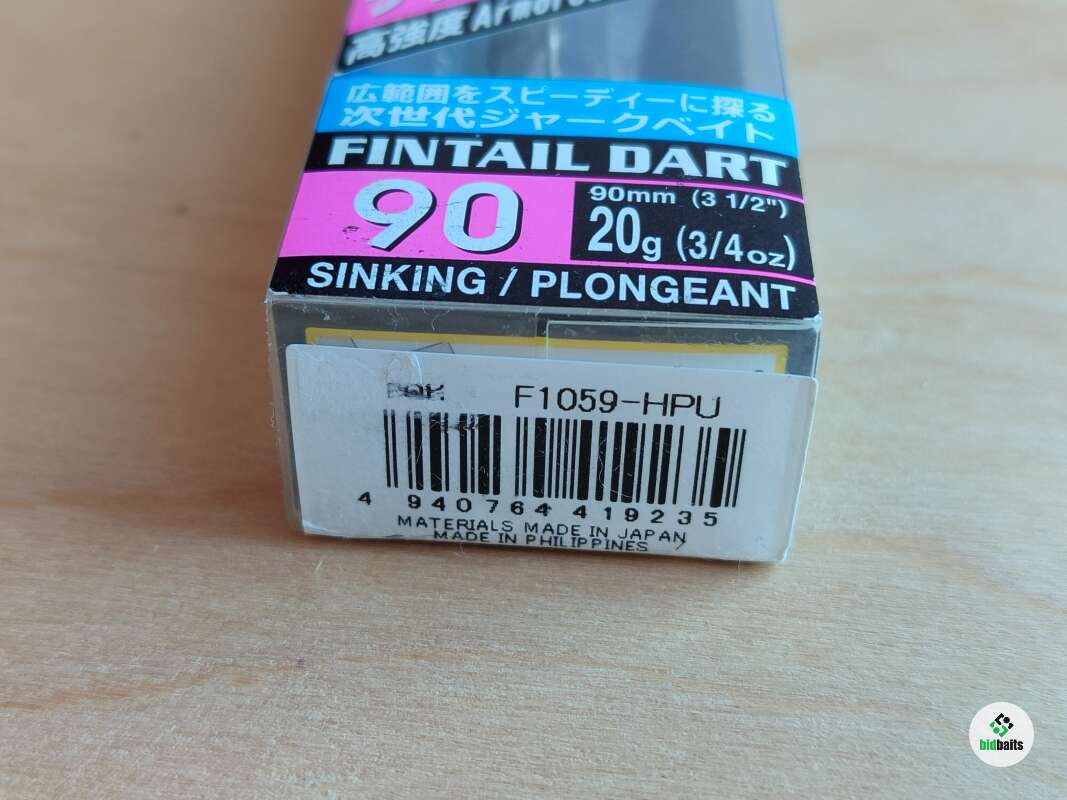 高強度 Armored
広範囲をスピーディーに探る
次世代ジャークベイト
FINTAIL DART
90
90mm (3 1/2")
20g (3/4oz)
SINKING / PLONGEANT
F1059-HPU
4 940764 419235
MATERIALS MADE IN JAPAN
MADE IN PHILIPPINES
bidbaits